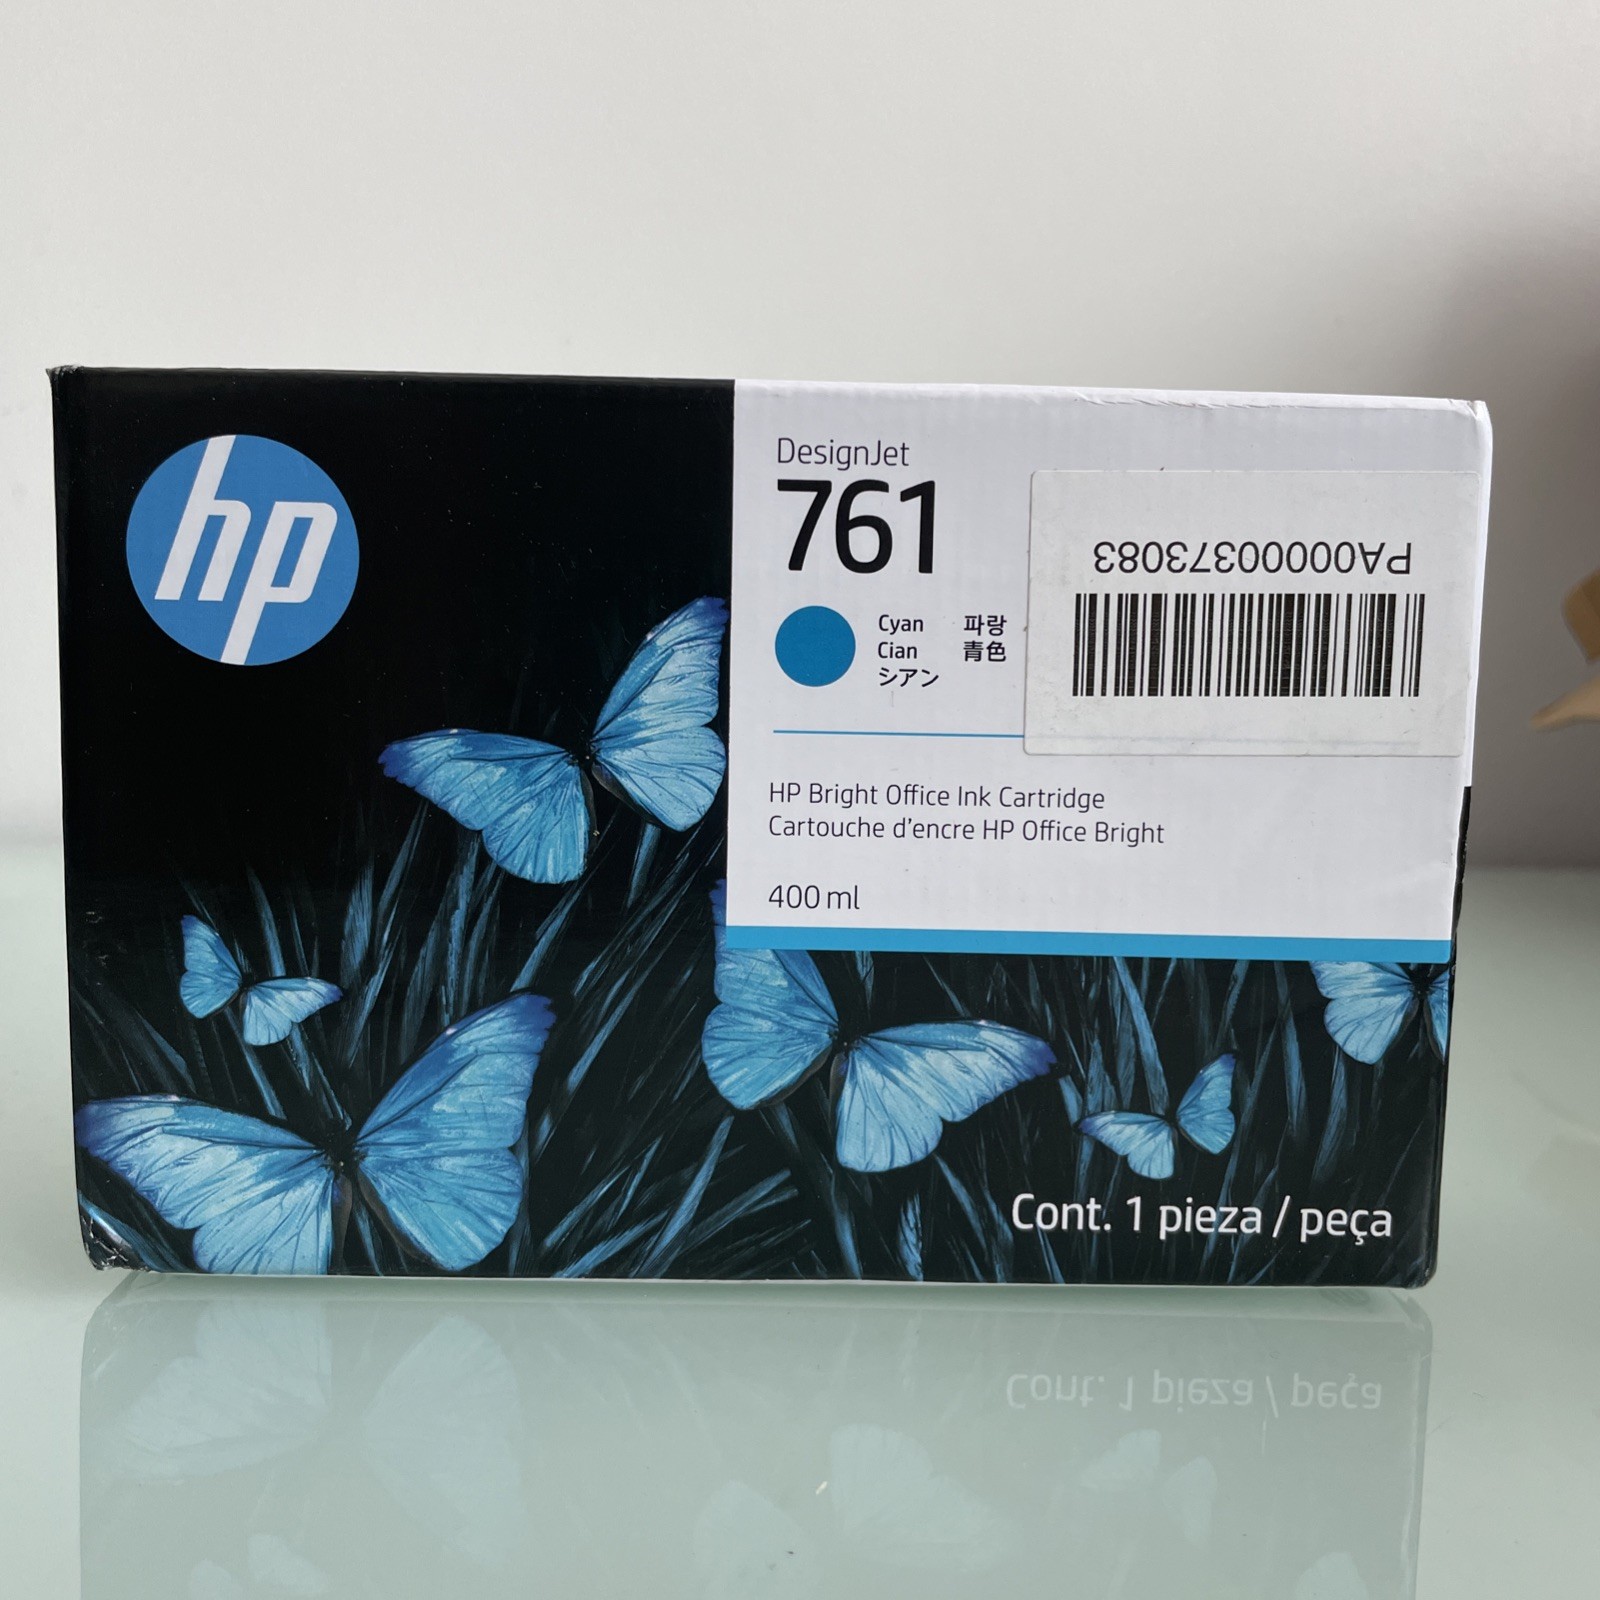 hp
DesignJet
761
Cyan 파랑
Cian 青色
シアン
PA0000373083
HP Bright Office Ink Cartridge
Cartouche d'encre HP Office Bright
400 ml
Cont. 1 pieza / peça